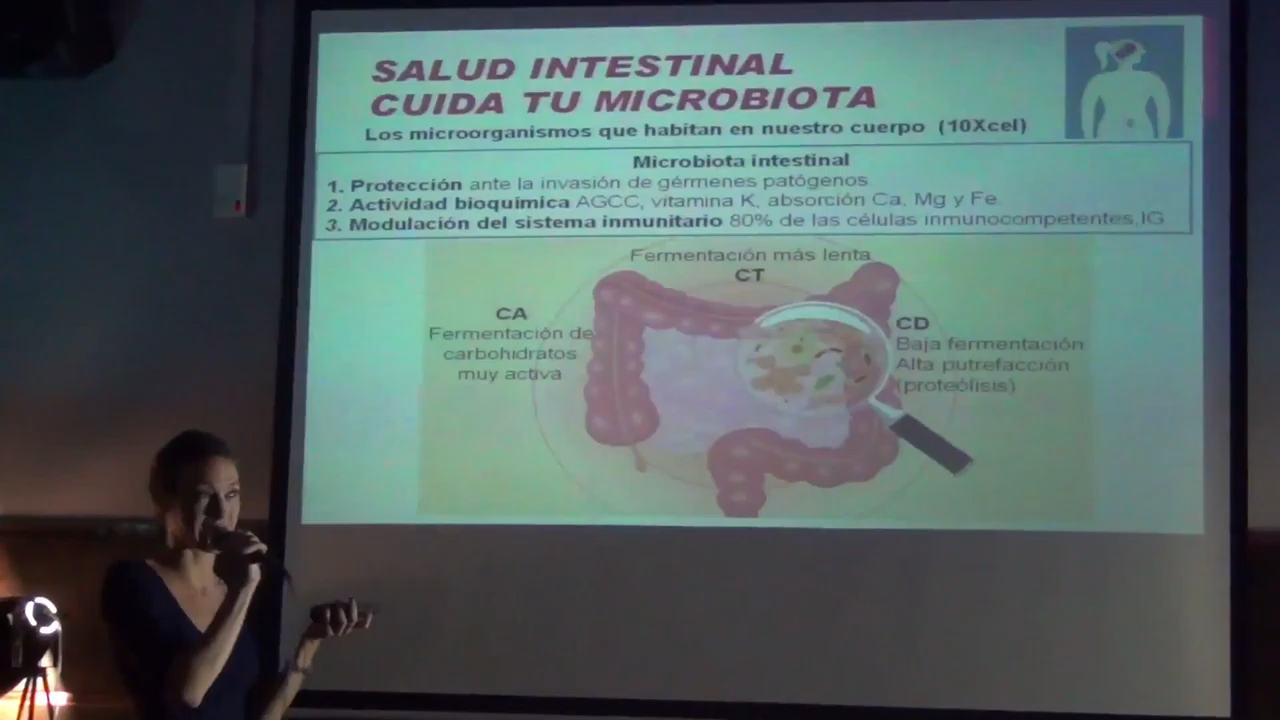 SALUD INTESTINAL
CUIDA TU MICROBIOTA
Los microorganismos que habitan en nuestro cuerpo (10Xcel)
Microbiota intestinal
1. Protección ante la invasión de gérmenes patógenos
2. Actividad bioquímica AGCC, vitamina K, absorción Ca, Mg y Fe
3. Modulación del sistema inmunitario 80% de las células inmunocompetentes,IG
Fermentación más lenta
CT
CA
Fermentación de
carbohidratos
muy activa
CD
Baja fermentación
Alta putrefacción
(proteólisis)